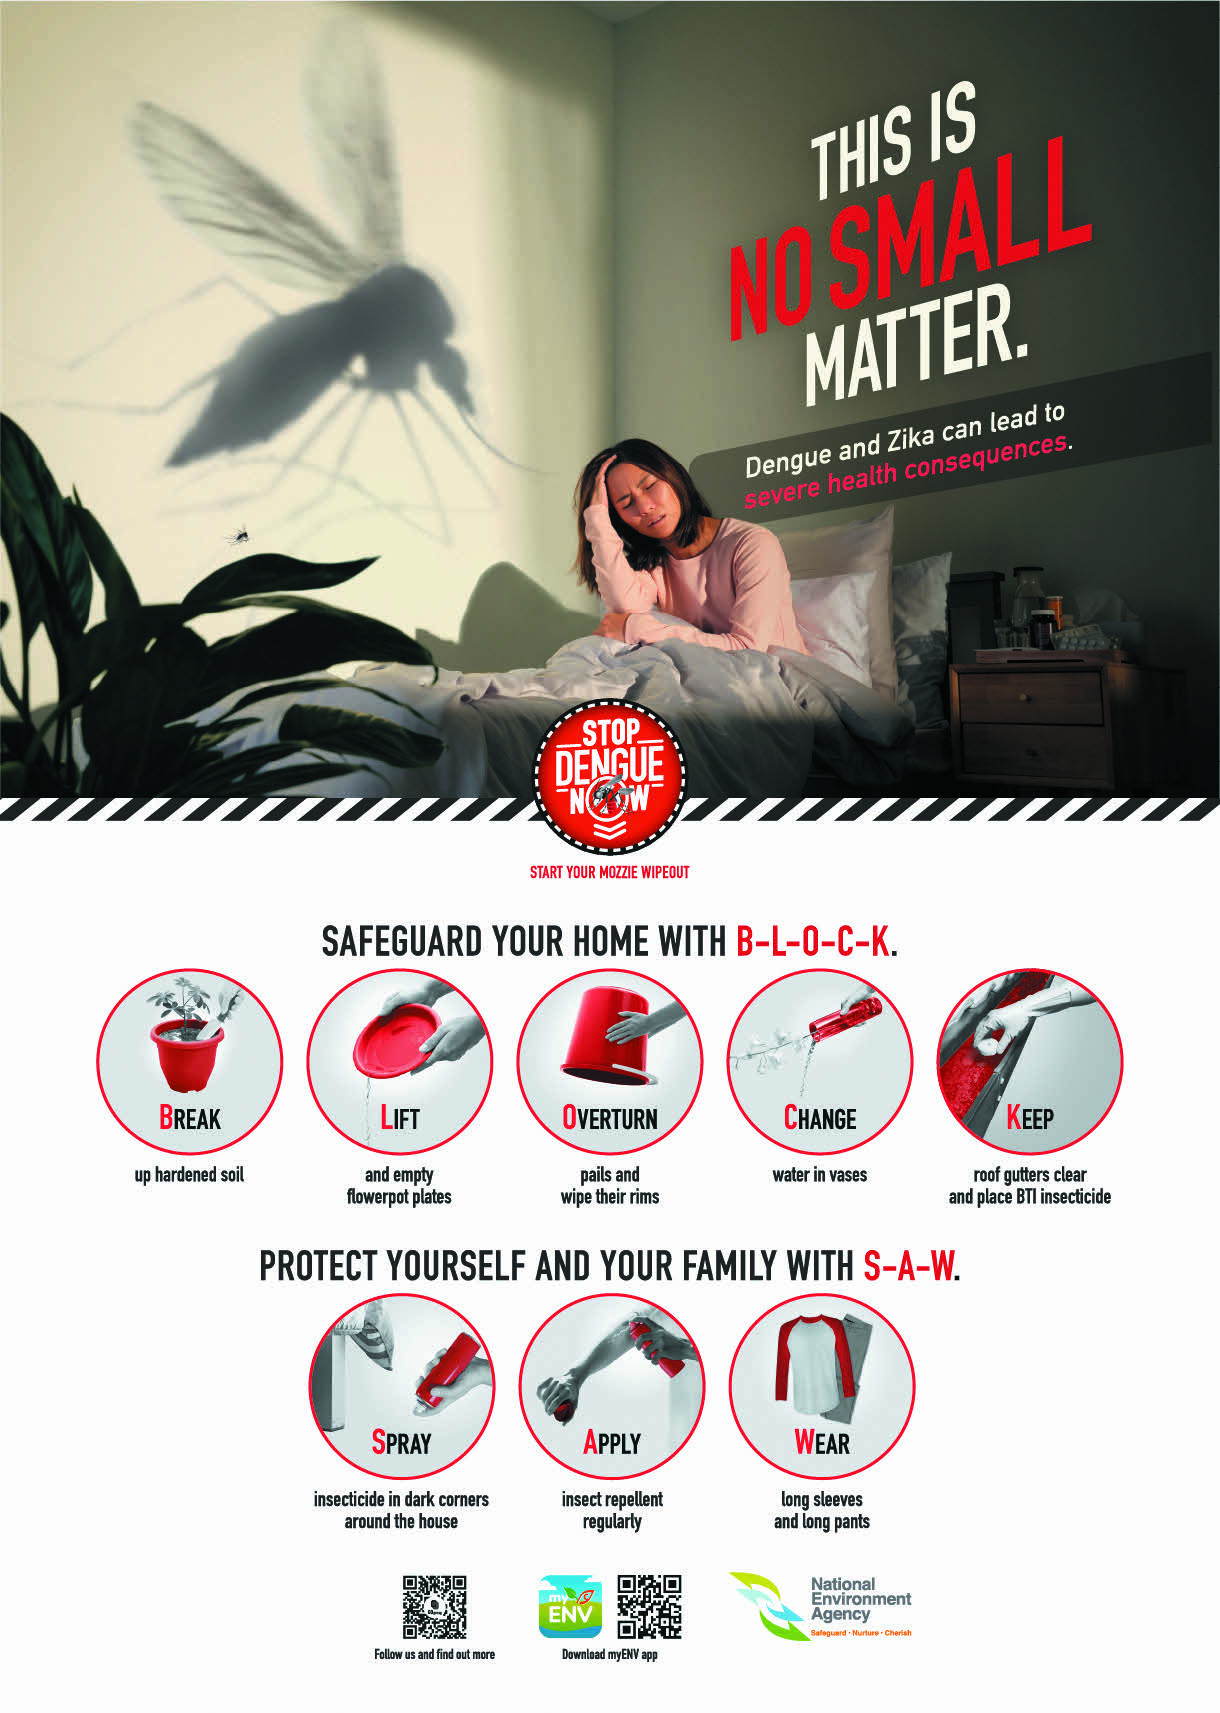 THIS IS
NO SMALL
MATTER.
Dengue and Zika can lead to
severe health consequences.
STOP
DENGUE
NOW
START YOUR MOZZIE WIPEOUT
SAFEGUARD YOUR HOME WITH B-L-O-C-K.
BREAK
up hardened soil
LIFT
and empty
flowerpot plates
OVERTURN
pails and
wipe their rims
CHANGE
water in vases
KEEP
roof gutters clear
and place BTI insecticide
PROTECT YOURSELF AND YOUR FAMILY WITH S-A-W.
SPRAY
insecticide in dark corners
around the house
APPLY
insect repellent
regularly
WEAR
long sleeves
and long pants
Follow us and find out more
my
ENV
Download myENV app
National
Environment
Agency
Safeguard · Nurture · Cherish